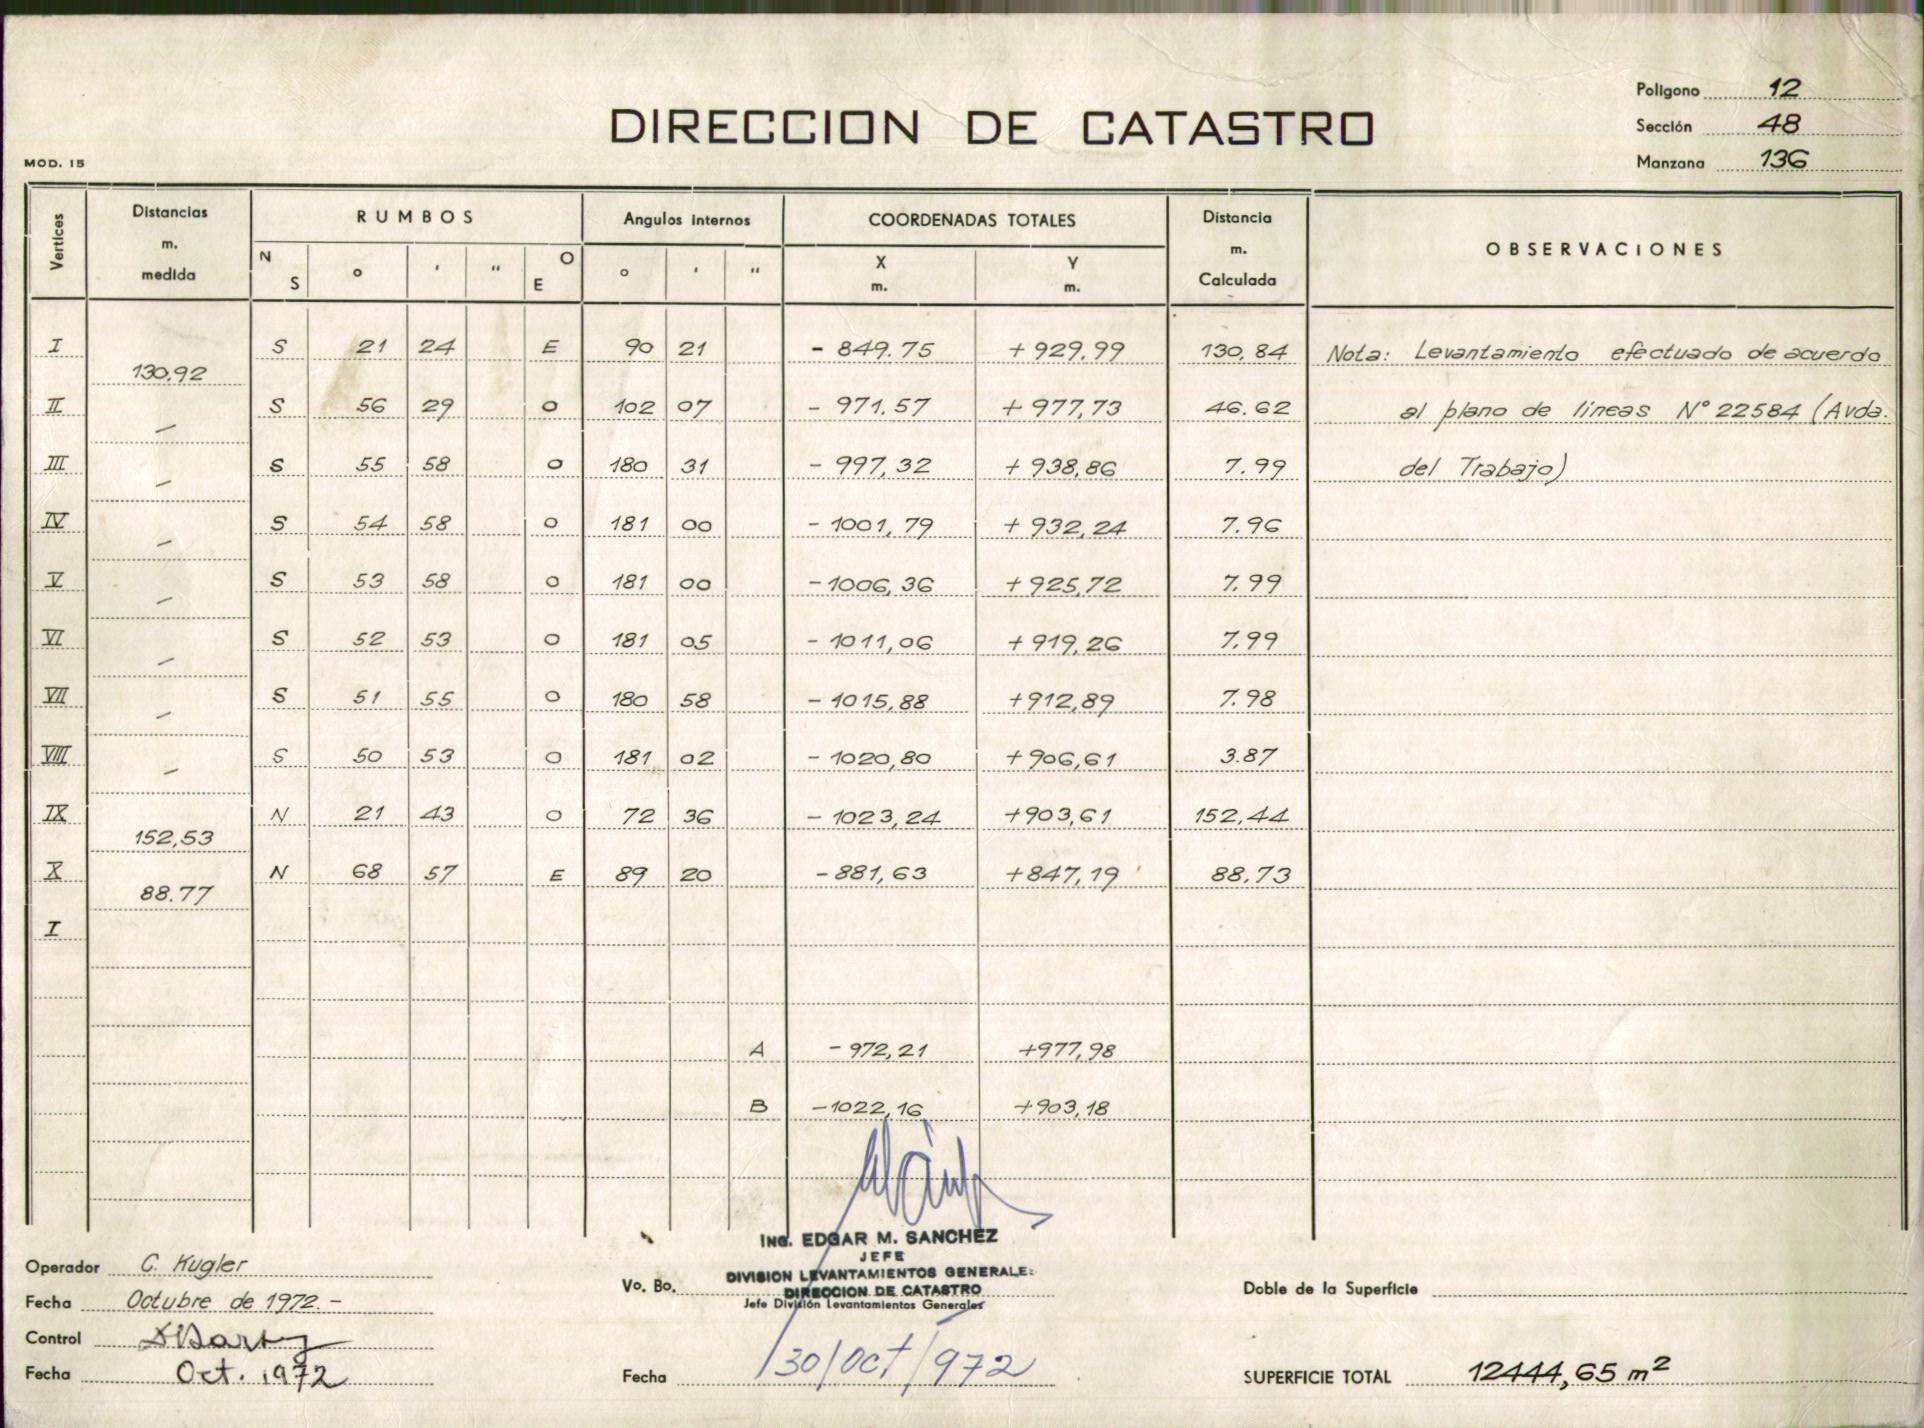 Polígono 12
DIRECCION DE CATASTRO
Sección 48
MOD. 15
Manzana 136
Vertices Distancias m. medida RUMBOS Angulos internos COORDENADAS TOTALES Distancia m. Calculada OBSERVACIONES
N S ° ' " O E ° ' " X m. Y m.
I S 21 24 E 90 21 - 849.75 + 929,99 130,84 Nota: Levantamiento efectuado de acuerdo
130,92
II S 56 29 O 102 07 - 971.57 + 977,73 46.62 al plano de líneas N° 22584 (Avda.
—
III S 55 58 O 180 31 - 997,32 + 938,86 7.99 del Trabajo)
—
IV S 54 58 O 181 00 - 1001,79 + 932,24 7.96
—
V S 53 58 O 181 00 - 1006,36 + 925,72 7.99
—
VI S 52 53 O 181 05 - 1011,06 + 919,26 7.99
—
VII S 51 55 O 180 58 - 1015,88 +912,89 7.98
—
VIII S 50 53 O 181 02 - 1020,80 +906,61 3.87
—
IX N 21 43 O 72 36 - 1023,24 +903,61 152,44
152,53
X N 68 57 E 89 20 -881,63 +847,19 88.73
88.77
I
A -972,21 +977,98
B -1022,16 +903,18
ING. EDGAR M. SANCHEZ
JEFE
DIVISION LEVANTAMIENTOS GENERALE:
DIRECCION DE CATASTRO
Operador C. Kugler
Vo. Bo.
Jefe División Levantamientos Generales
Doble de la Superficie
Fecha Octubre de 1972.-
Control
Fecha Oct. 1972
Fecha 30/Oct/972
SUPERFICIE TOTAL 12444,65 m²